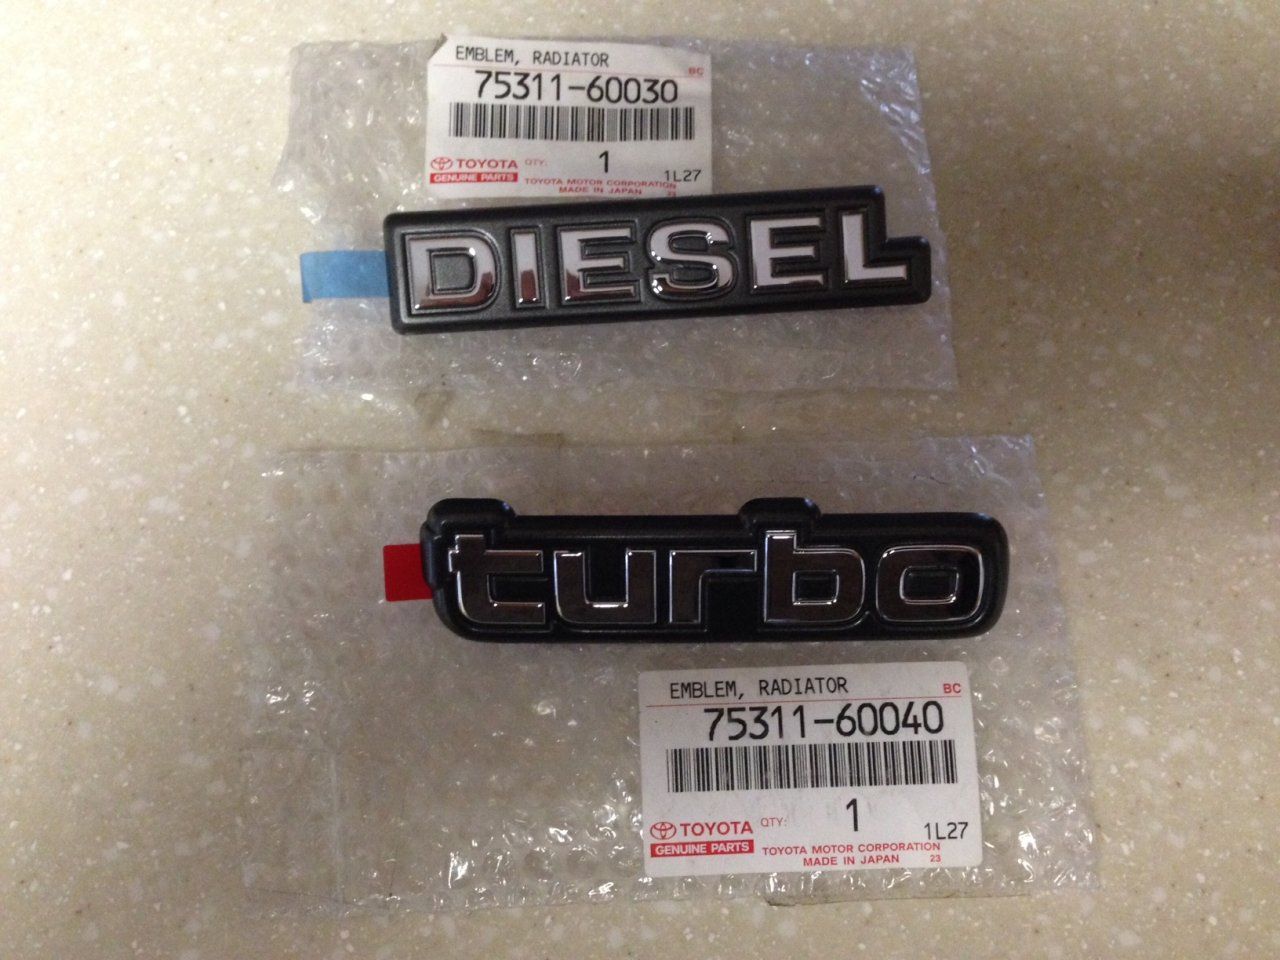 EMBLEM, RADIATOR
BC
75311-60030
TOYOTA QTY: 1
GENUINE PARTS
1L27
TOYOTA MOTOR CORPORATION
MADE IN JAPAN 23
DIESEL
turbo
EMBLEM, RADIATOR
BC
75311-60040
TOYOTA QTY: 1
GENUINE PARTS
1L27
TOYOTA MOTOR CORPORATION
MADE IN JAPAN 23